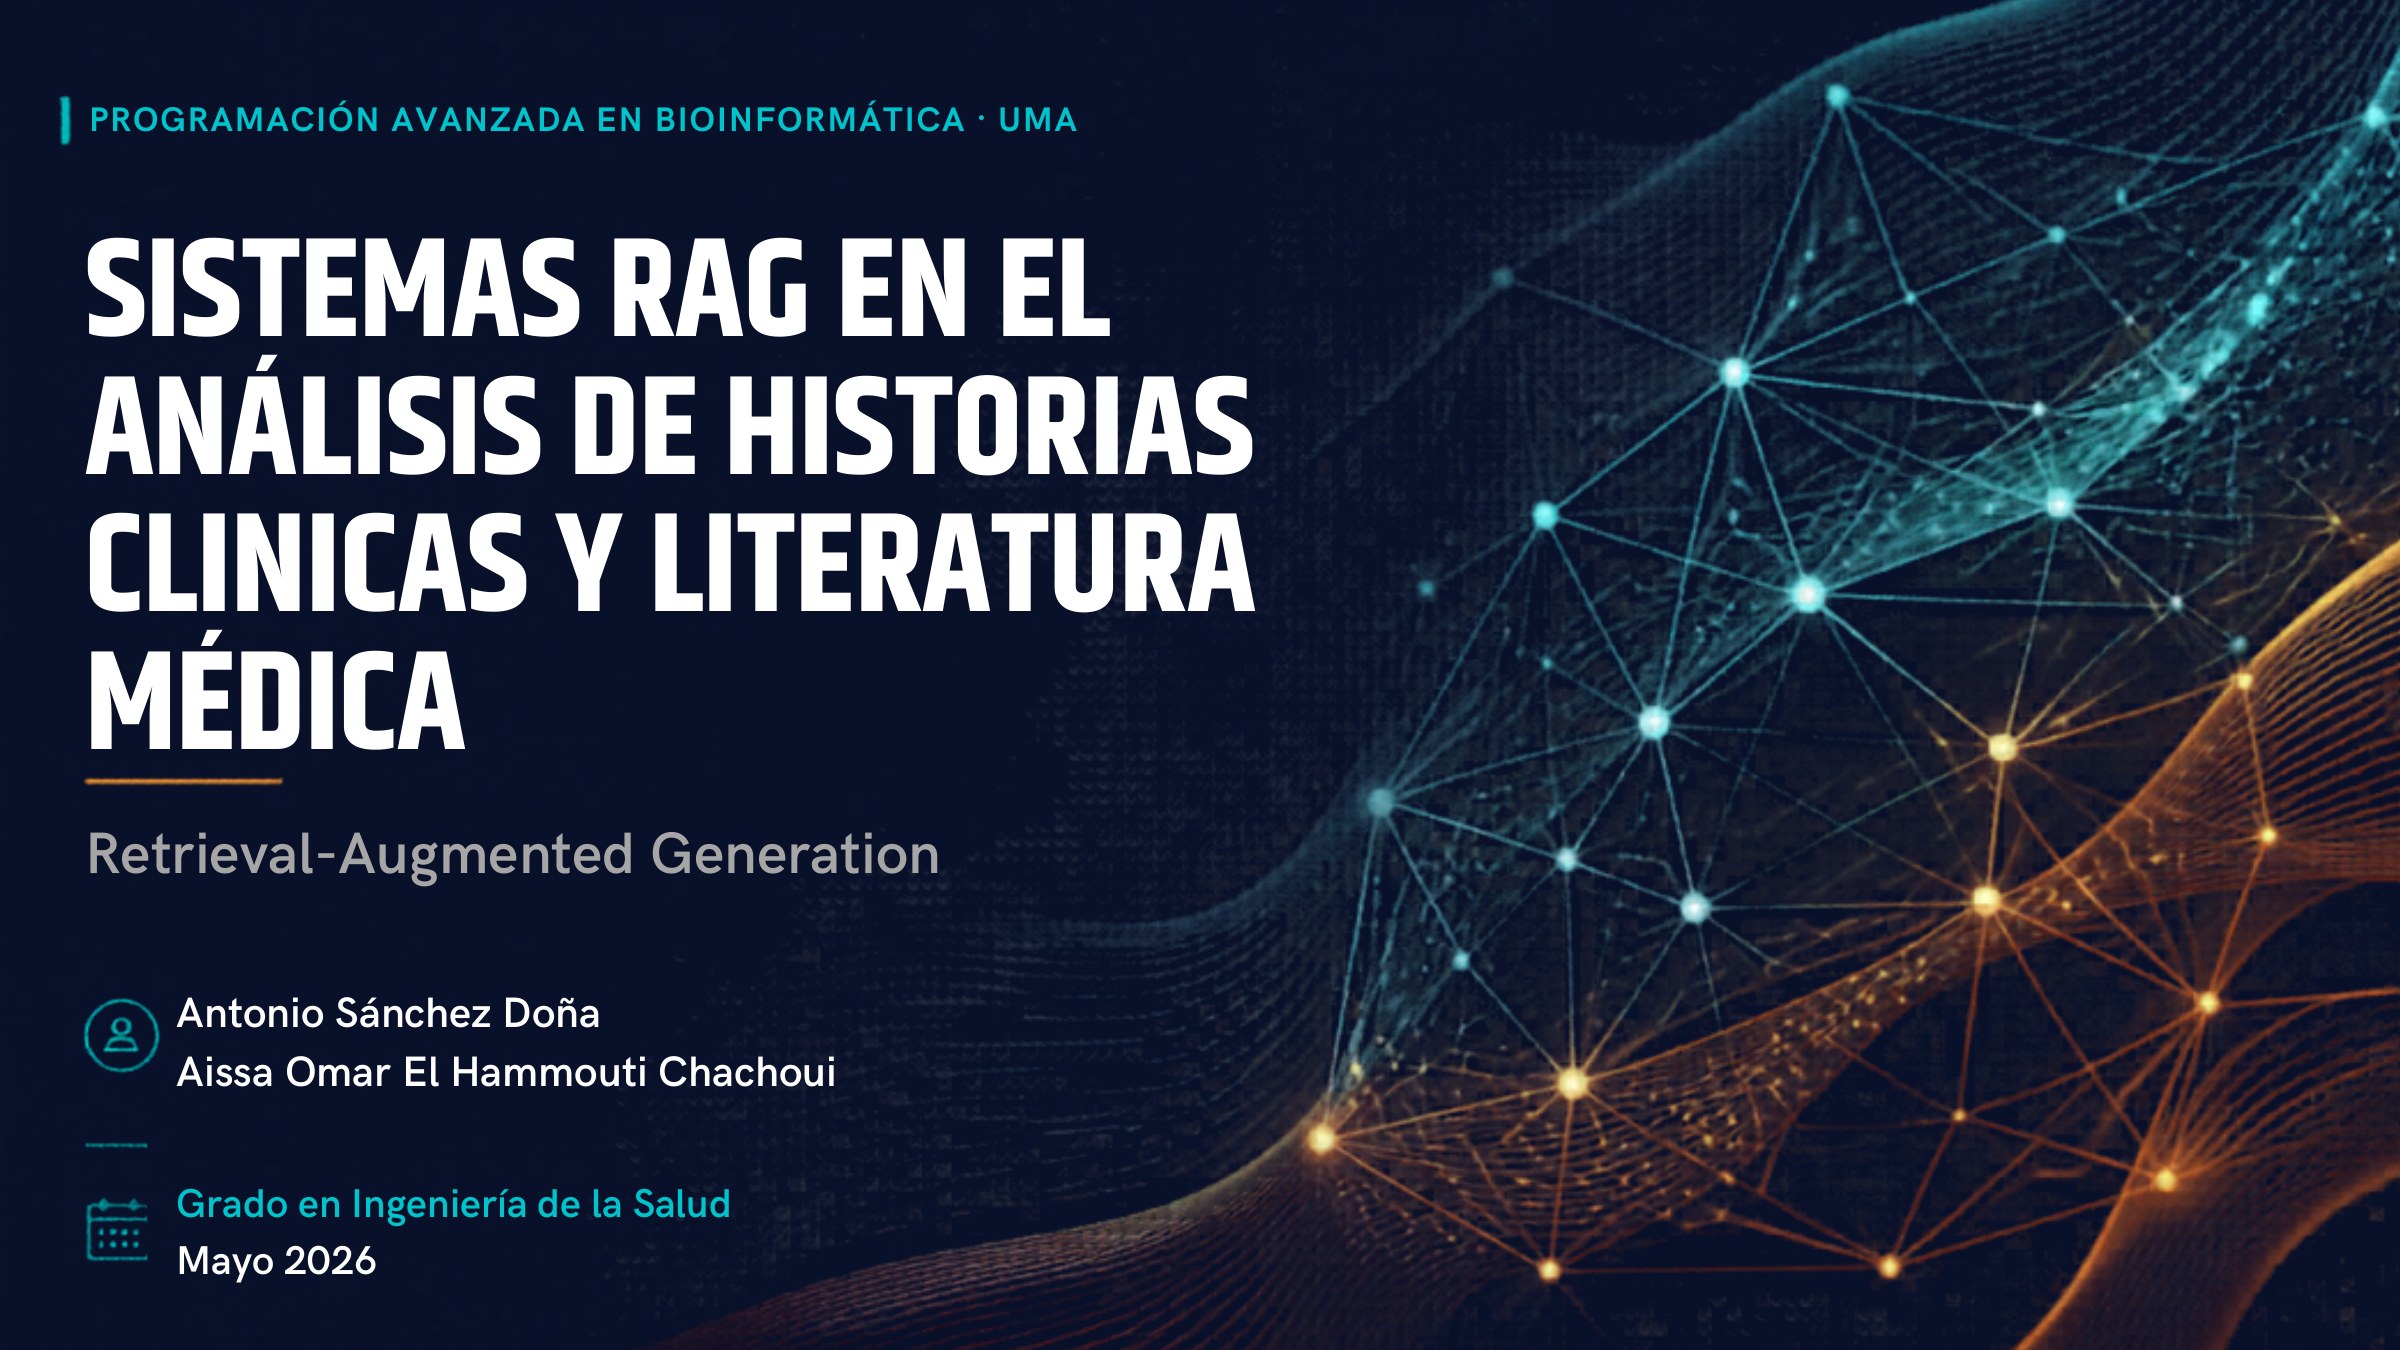 PROGRAMACIÓN AVANZADA EN BIOINFORMÁTICA · UMA
SISTEMAS RAG EN EL
ANÁLISIS DE HISTORIAS
CLINICAS Y LITERATURA
MÉDICA
Retrieval-Augmented Generation
Antonio Sánchez Doña
Aissa Omar El Hammouti Chachoui
Grado en Ingeniería de la Salud
Mayo 2026